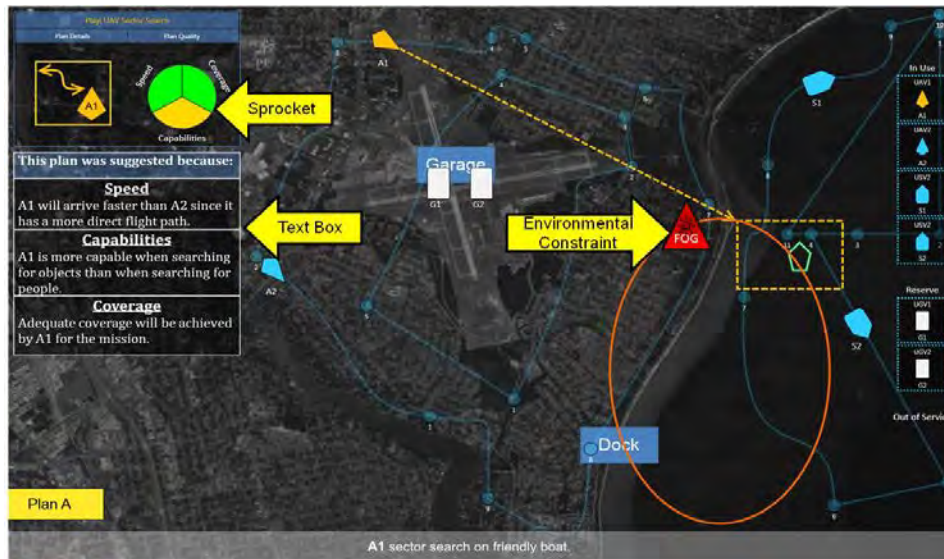 Play: UAV Sector Search
Plan Details
Plan Quality
Speed
Coverage
A1
Capabilities
Sprocket
This plan was suggested because:
Speed
A1 will arrive faster than A2 since it
has a more direct flight path.
Capabilities
A1 is more capable when searching
for objects than when searching for
people.
Coverage
Adequate coverage will be achieved
by A1 for the mission.
Text Box
A1
Garage
G1
G2
Environmental
Constraint
FOG
A2
S1
S2
Dock
In Use
UAV1
A1
UAV2
A2
USV2
S1
USV2
S2
Reserve
UGV1
G1
UGV2
G2
Out of Servic
Plan A
A1 sector search on friendly boat.